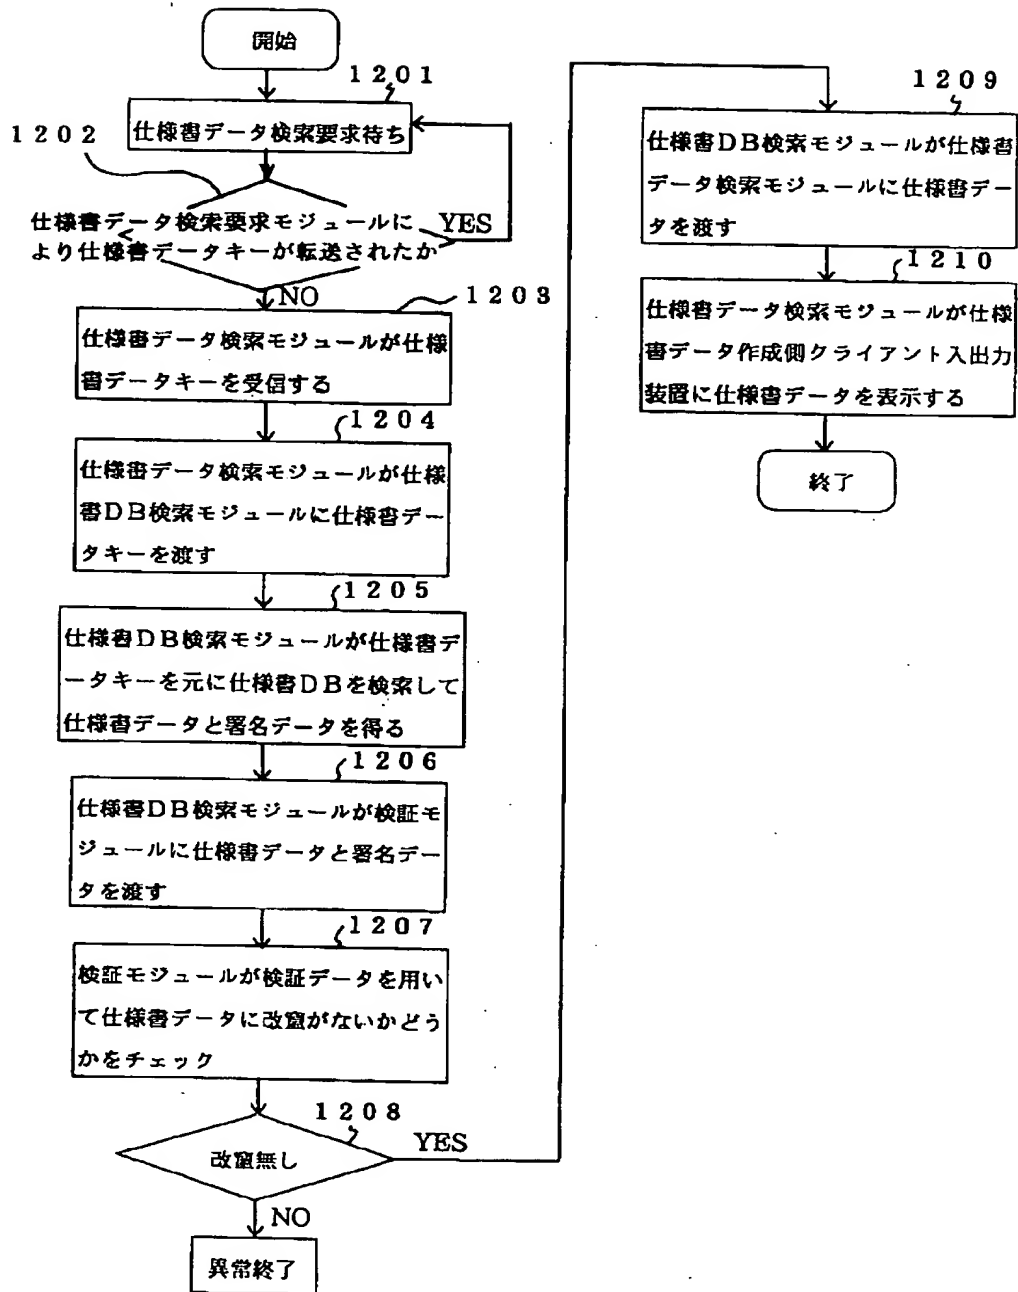 開始
1201
仕様書データ検索要求待ち
1202
仕様書データ検索要求モジュールに
より仕様書データキーが転送されたか
YES
NO
1203
仕様書データ検索モジュールが仕様
書データキーを受信する
1204
仕様書データ検索モジュールが仕様
書DB検索モジュールに仕様書デー
タキーを渡す
1205
仕様書DB検索モジュールが仕様書デ
ータキーを元に仕様書DBを検索して
仕様書データと署名データを得る
1206
仕様書DB検索モジュールが検証モ
ジュールに仕様書データと署名デー
タを渡す
1207
検証モジュールが検証データを用い
て仕様書データに改竄がないかどう
かをチェック
1208
改竄無し
YES
NO
異常終了
1209
仕様書DB検索モジュールが仕様書
データ検索モジュールに仕様書デー
タを渡す
1210
仕様書データ検索モジュールが仕様
書データ作成側クライアント入出力
装置に仕様書データを表示する
終了